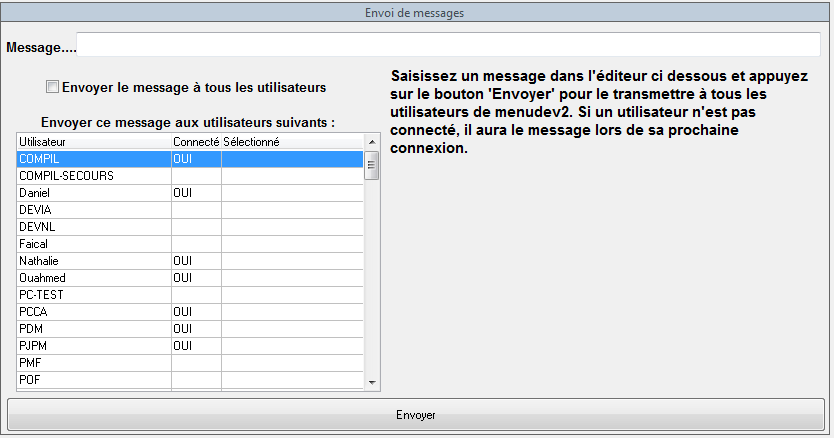 Envoi de messages
Message....
Envoyer le message à tous les utilisateurs
Saisissez un message dans l'éditeur ci dessous et appuyez
sur le bouton 'Envoyer' pour le transmettre à tous les
utilisateurs de menudev2. Si un utilisateur n'est pas
connecté, il aura le message lors de sa prochaine
connexion.
Envoyer ce message aux utilisateurs suivants :
Utilisateur Connecté Sélectionné
COMPIL OUI
COMPIL-SECOURS
Daniel OUI
DEVIA
DEVNL
Faical
Nathalie OUI
Ouahmed OUI
PC-TEST
PCCA OUI
PDM OUI
PJPM OUI
PMF
POF
Envoyer